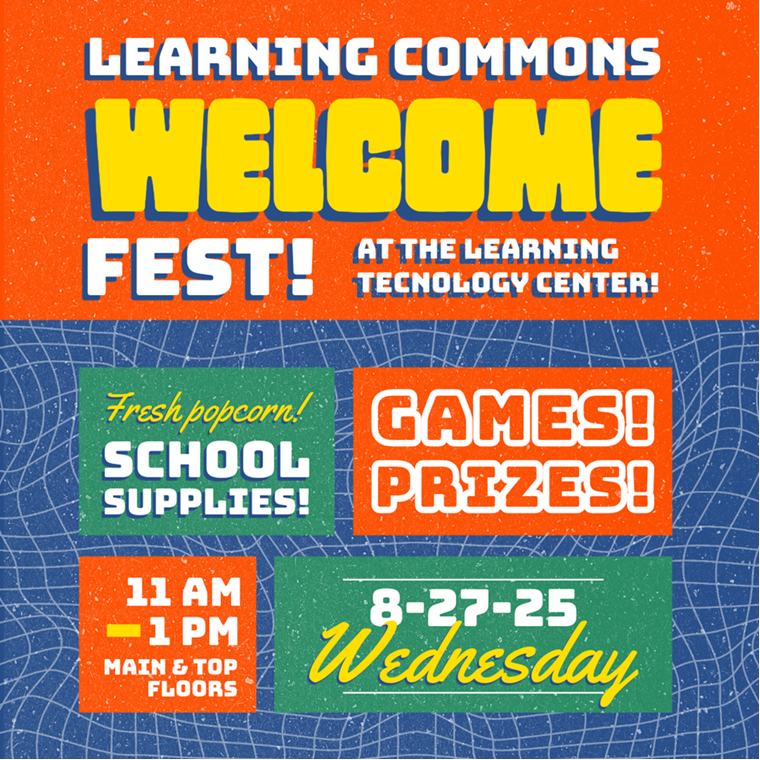 LEARNING COMMONS
WELCOME
FEST!
AT THE LEARNING
TECNOLOGY CENTER!
Fresh popcorn!
SCHOOL
SUPPLIES!
GAMES!
PRIZES!
11 AM
–1 PM
MAIN & TOP
FLOORS
8-27-25
Wednesday